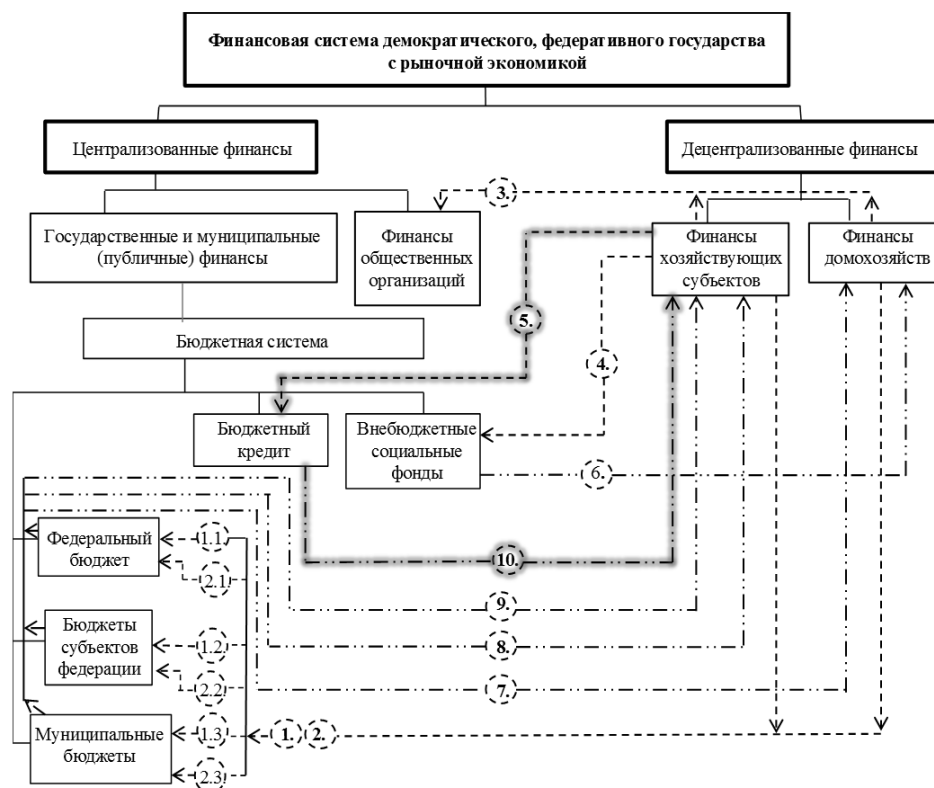 Финансовая система демократического, федеративного государства
с рыночной экономикой
Централизованные финансы
Децентрализованные финансы
3.
Государственные и муниципальные
(публичные) финансы
Финансы
общественных
организаций
Финансы
хозяйствующих
субъектов
Финансы
домохозяйств
5.
Бюджетная система
4.
Бюджетный
кредит
Внебюджетные
социальные
фонды
6.
Федеральный
бюджет
1.1.
2.1.
10.
9.
Бюджеты
субъектов
федерации
1.2.
2.2.
8.
7.
Муниципальные
бюджеты
1.3.
2.3.
1.
2.